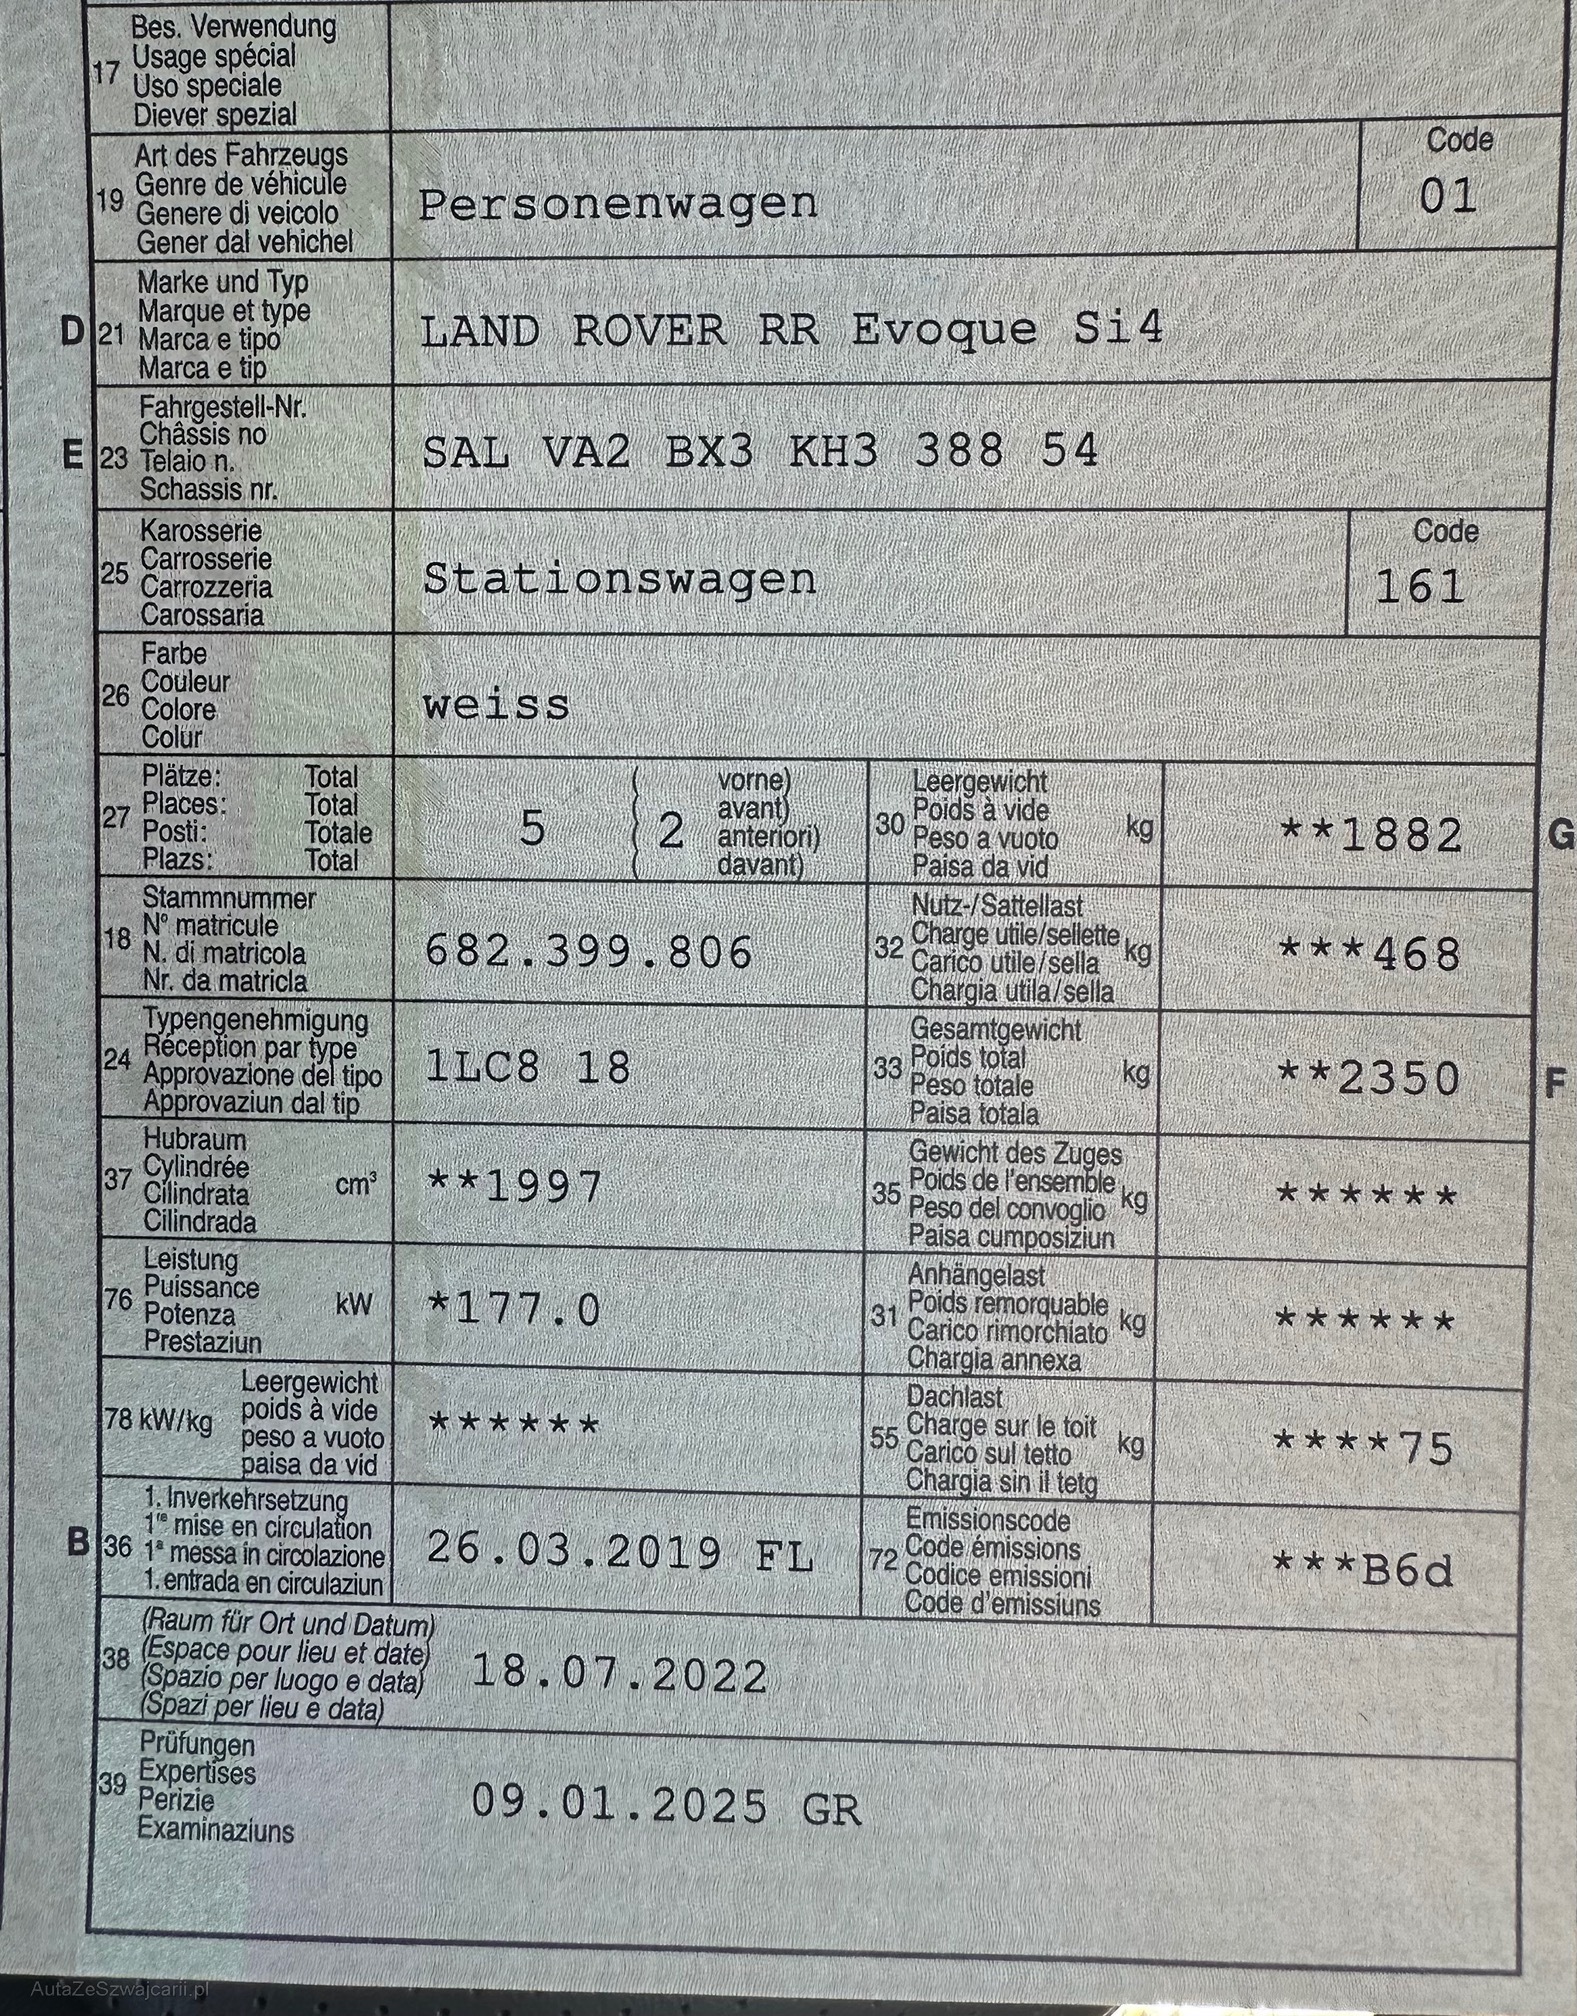 17
Bes. Verwendung
Usage spécial
Uso speciale
Diever spezial
19
Art des Fahrzeugs
Genre de véhicule
Genere di veicolo
Gener dal vehichel
Personenwagen
Code
01
D
21
Marke und Typ
Marque et type
Marca e tipo
Marca e tip
LAND ROVER RR Evoque Si4
E
23
Fahrgestell-Nr.
Châssis no
Telaio n.
Schassis nr.
SAL VA2 BX3 KH3 388 54
25
Karosserie
Carrosserie
Carrozzeria
Carossaria
Stationswagen
Code
161
26
Farbe
Couleur
Colore
Colur
weiss
27
Plätze: Total
Places: Total
Posti: Totale
Plazs: Total
5
2
vorne)
avant)
anteriori)
davant)
30
Leergewicht
Poids à vide
Peso a vuoto
Paisa da vid
kg
**1882
G
18
Stammnummer
N° matricule
N. di matricola
Nr. da matricla
682.399.806
32
Nutz-/Sattellast
Charge utile/sellette
Carico utile/sella
Chargia utila/sella
kg
***468
24
Typengenehmigung
Réception par type
Approvazione del tipo
Approvaziun dal tip
1LC8 18
33
Gesamtgewicht
Poids total
Peso totale
Paisa totala
kg
**2350
F
37
Hubraum
Cylindrée
Cilindrata
Cilindrada
cm³
**1997
35
Gewicht des Zuges
Poids de l'ensemble
Peso del convoglio
Paisa cumposiziun
kg
******
76
Leistung
Puissance
Potenza
Prestaziun
kW
*177.0
31
Anhängelast
Poids remorquable
Carico rimorchiato
Chargia annexa
kg
******
78 kW/kg
Leergewicht
poids à vide
peso a vuoto
paisa da vid
******
55
Dachlast
Charge sur le toit
Carico sul tetto
Chargia sin il tetg
kg
****75
B
36
1. Inverkehrsetzung
1re mise en circulation
1a messa in circolazione
1. entrada en circulaziun
26.03.2019 FL
72
Emissionscode
Code émissions
Codice emissioni
Code d'emissiuns
***B6d
38
(Raum für Ort und Datum)
(Espace pour lieu et date)
(Spazio per luogo e data)
(Spazi per lieu e data)
18.07.2022
39
Prüfungen
Expertises
Perizie
Examinaziuns
09.01.2025 GR
AutaZeSzwajcarii.pl